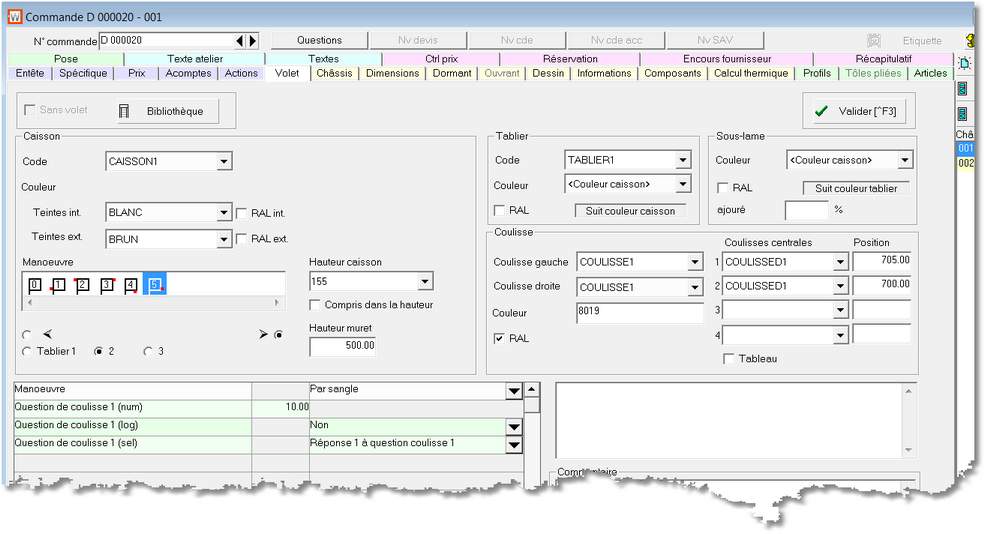 Commande D 000020 - 001
N° commande D 000020 Questions Nv devis Nv cde Nv cde acc Nv SAV Etiquette
Pose Texte atelier Textes Ctrl prix Réservation Encours fournisseur Récapitulatif
Entête Spécifique Prix Acomptes Actions Volet Châssis Dimensions Dormant Ouvrant Dessin Informations Composants Calcul thermique Profils Tôles pliées Articles
Sans volet Bibliothèque Valider [^F3]
Châ
001
002
Caisson
Code CAISSON1
Couleur
Teintes int. BLANC RAL int.
Teintes ext. BRUN RAL ext.
Manoeuvre
0 1 2 3 4 5
Hauteur caisson
155
Compris dans la hauteur
Hauteur muret
500.00
Tablier 1 2 3
Tablier
Code TABLIER1
Couleur <Couleur caisson>
RAL Suit couleur caisson
Sous-lame
Couleur <Couleur caisson>
RAL Suit couleur tablier
ajouré %
Coulisse
Coulisses centrales Position
Coulisse gauche COULISSE1 1 COULISSED1 705.00
Coulisse droite COULISSE1 2 COULISSED1 700.00
Couleur 8019 3
RAL 4
Tableau
Manoeuvre Par sangle
Question de coulisse 1 (num) 10.00
Question de coulisse 1 (log) Non
Question de coulisse 1 (sel) Réponse 1 à question coulisse 1
Commentaire